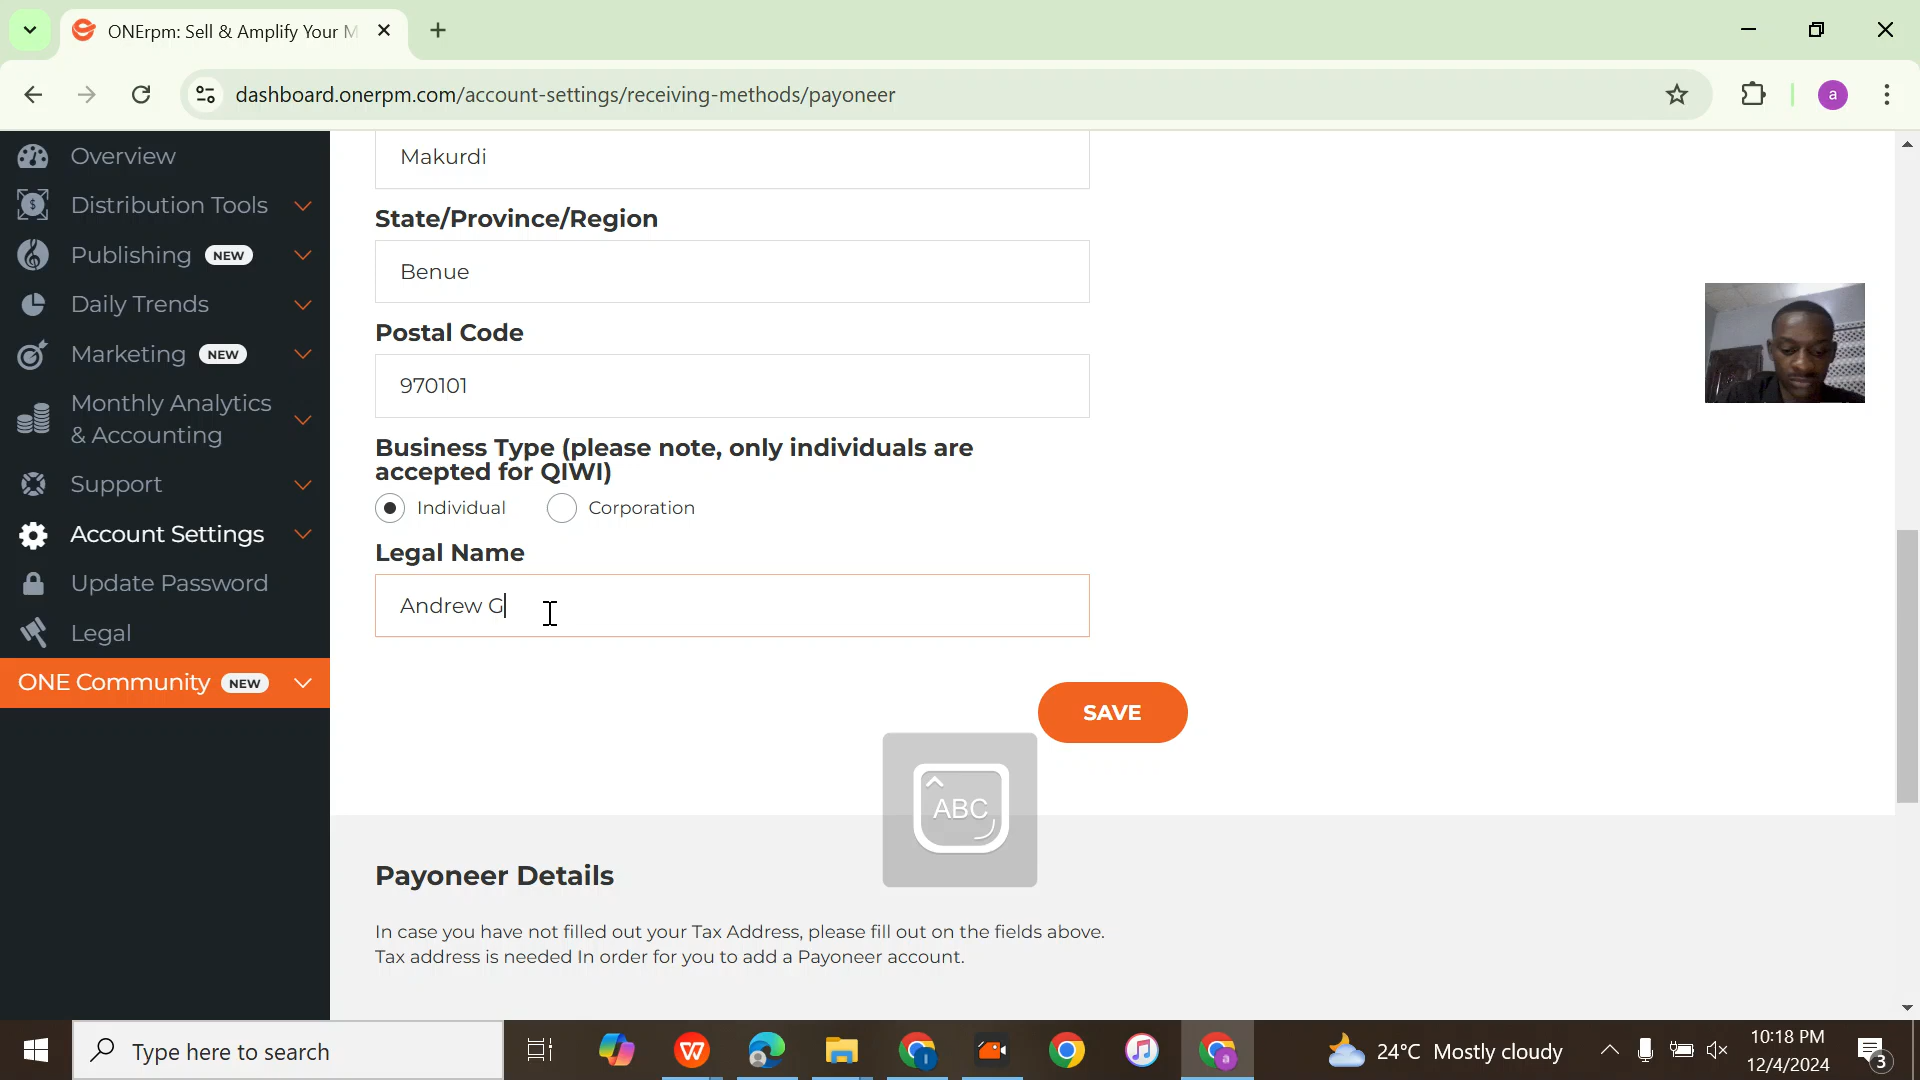 ONErpm: Sell & Amplify Your M
dashboard.onerpm.com/account-settings/receiving-methods/payoneer
a
Overview
Distribution Tools
Publishing NEW
Daily Trends
Marketing NEW
Monthly Analytics
& Accounting
Support
Account Settings
Update Password
Legal
ONE Community NEW
Makurdi
State/Province/Region
Benue
Postal Code
970101
Business Type (please note, only individuals are
accepted for QIWI)
Individual Corporation
Legal Name
Andrew G
SAVE
ABC
Payoneer Details
In case you have not filled out your Tax Address, please fill out on the fields above.
Tax address is needed In order for you to add a Payoneer account.
Type here to search
24°C Mostly cloudy
10:18 PM
12/4/2024
3